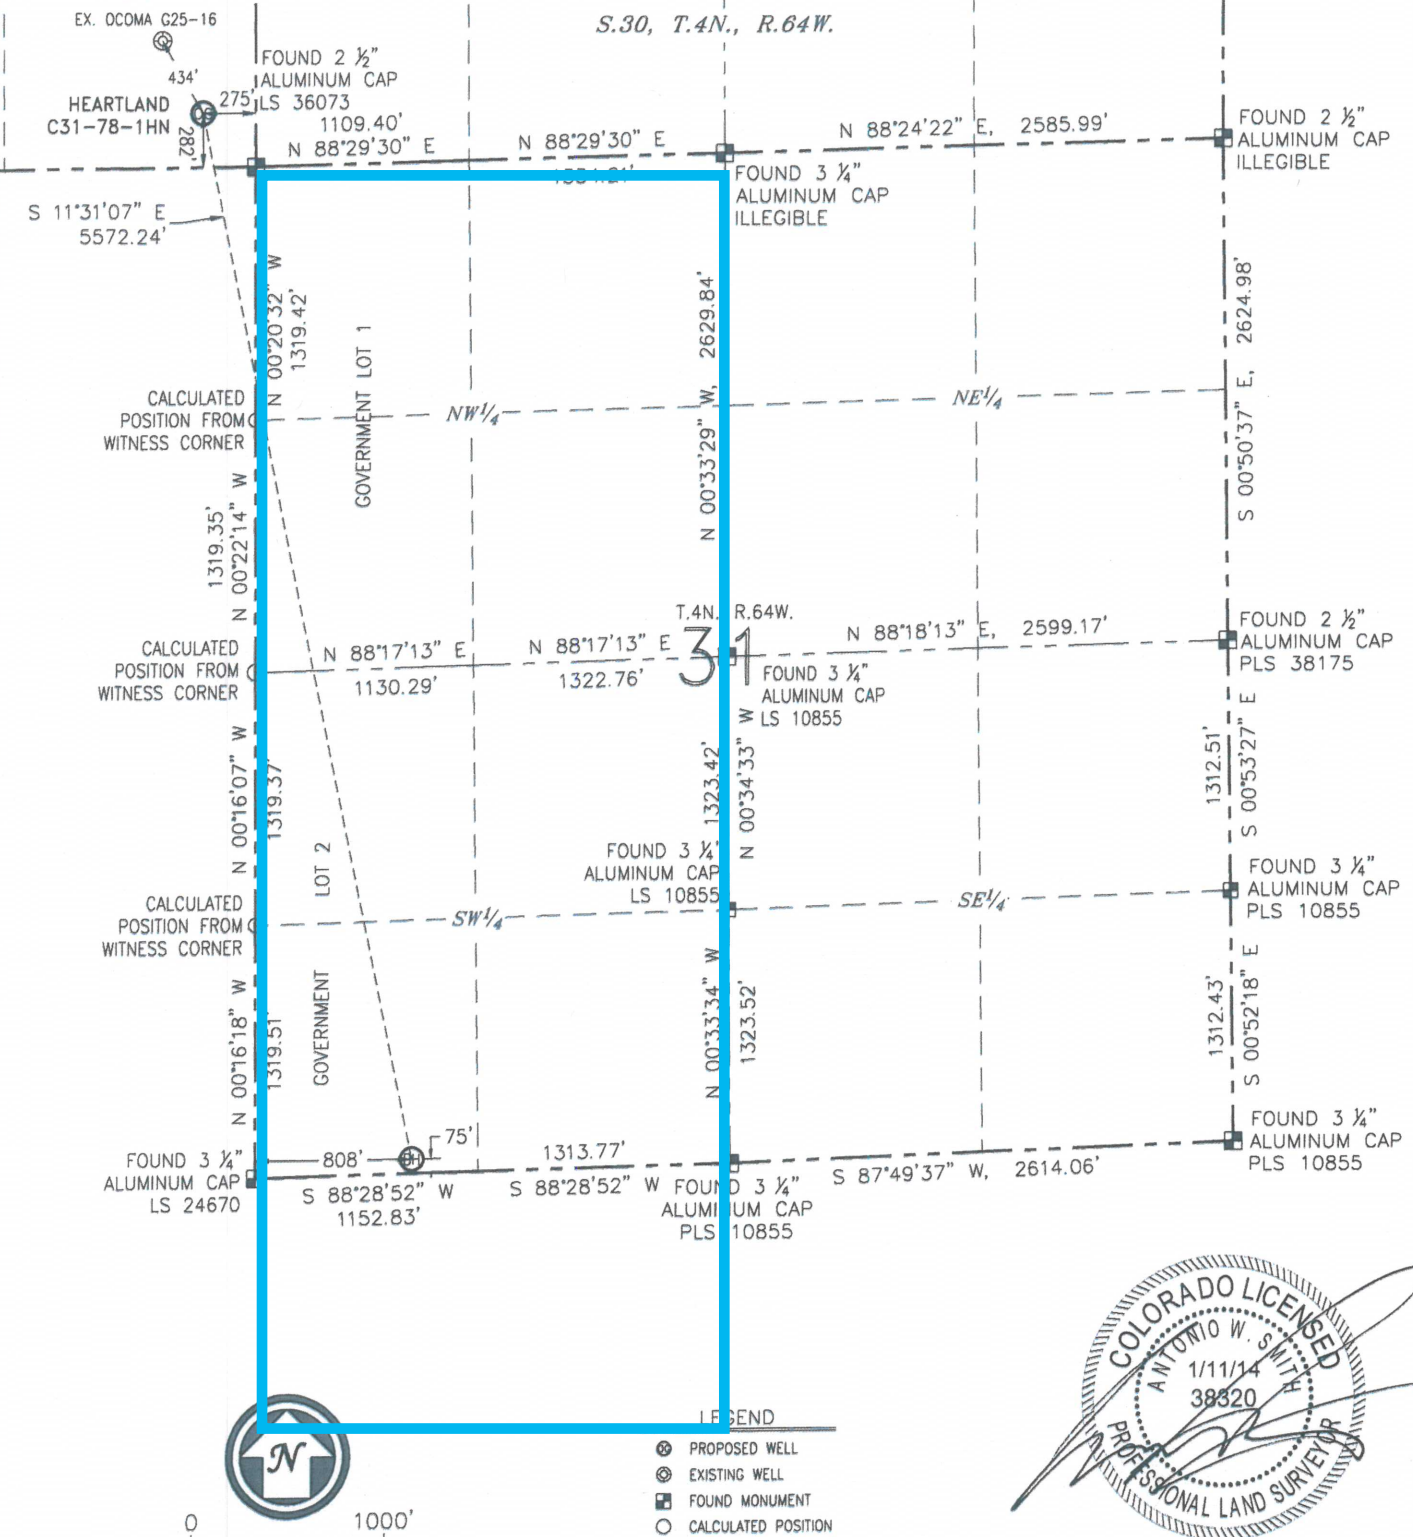 EX. OCOMA G25-16
S.30, T.4N., R.64W.
434'
FOUND 2 ½"
ALUMINUM CAP
LS 36073
HEARTLAND
C31-78-1HN
275'
282'
1109.40'
N 88°29'30" E
N 88°29'30" E
N 88°24'22" E, 2585.99'
FOUND 2 ½"
ALUMINUM CAP
ILLEGIBLE
FOUND 3 ¼"
ALUMINUM CAP
ILLEGIBLE
S 11°31'07" E
5572.24'
N 00°20'32" W
1319.42'
GOVERNMENT LOT 1
2629.84'
N 00°33'29" W,
S 00°50'37" E, 2624.98'
CALCULATED
POSITION FROM
WITNESS CORNER
NW¼
NE¼
1319.35'
N 00°22'14" W
T.4N. R.64W.
31
CALCULATED
POSITION FROM
WITNESS CORNER
N 88°17'13" E
1130.29'
N 88°17'13" E
1322.76'
N 88°18'13" E, 2599.17'
FOUND 2 ½"
ALUMINUM CAP
PLS 38175
FOUND 3 ¼"
ALUMINUM CAP
LS 10855
N 00°16'07" W
1319.37'
1323.42'
N 00°34'33" W
1312.51'
S 00°53'27" E
GOVERNMENT LOT 2
FOUND 3 ¼'
ALUMINUM CAP
LS 10855
CALCULATED
POSITION FROM
WITNESS CORNER
SW¼
SE¼
FOUND 3 ¼"
ALUMINUM CAP
PLS 10855
N 00°16'18" W
1319.51'
N 00°33'34" W
1323.52'
1312.43'
S 00°52'18" E
75'
808'
1313.77'
FOUND 3 ¼"
ALUMINUM CAP
LS 24670
S 88°28'52" W
1152.83'
S 88°28'52" W
FOUND 3 ¼"
ALUMINUM CAP
PLS 10855
S 87°49'37" W, 2614.06'
FOUND 3 ¼"
ALUMINUM CAP
PLS 10855
COLORADO LICENSED
ANTONIO W. SMITH
1/11/14
38320
PROFESSIONAL LAND SURVEYOR
N
LEGEND
PROPOSED WELL
EXISTING WELL
FOUND MONUMENT
CALCULATED POSITION
0 1000'